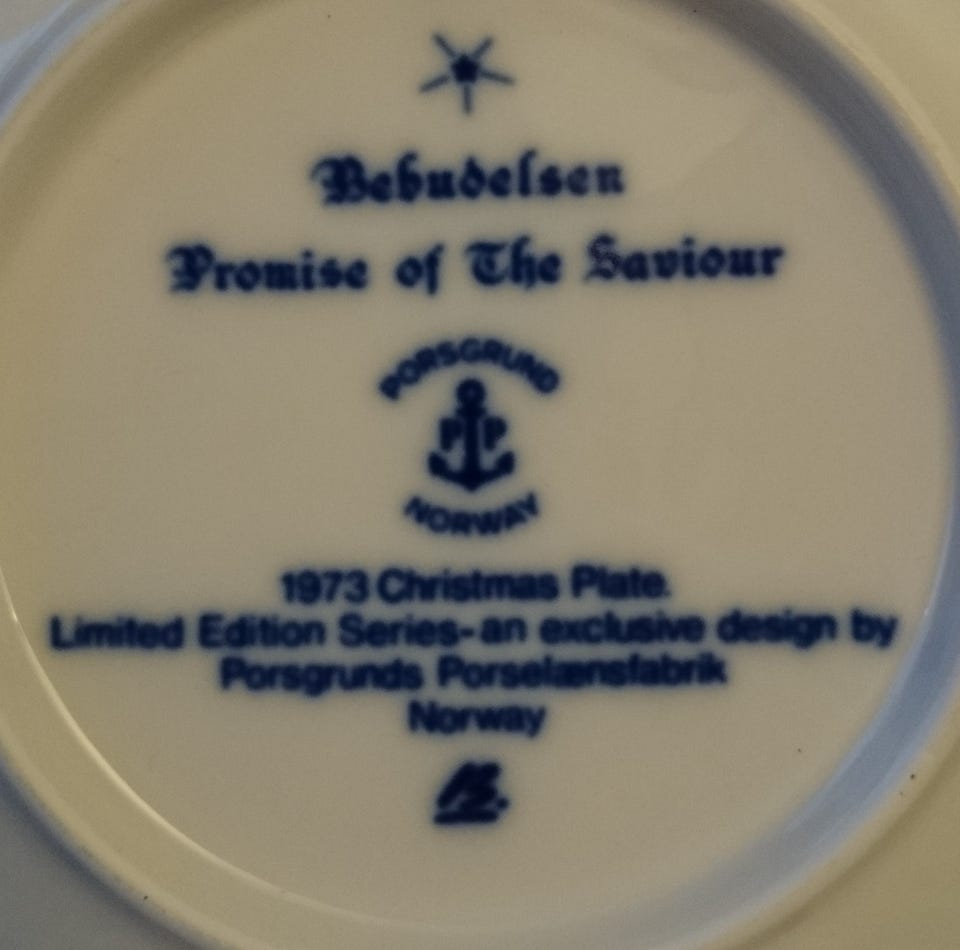 Bebudelsen
Promise of The Saviour
PORSGRUND
P P
NORWAY
1973 Christmas Plate.
Limited Edition Series-an exclusive design by
Porsgrunds Porselænsfabrik
Norway